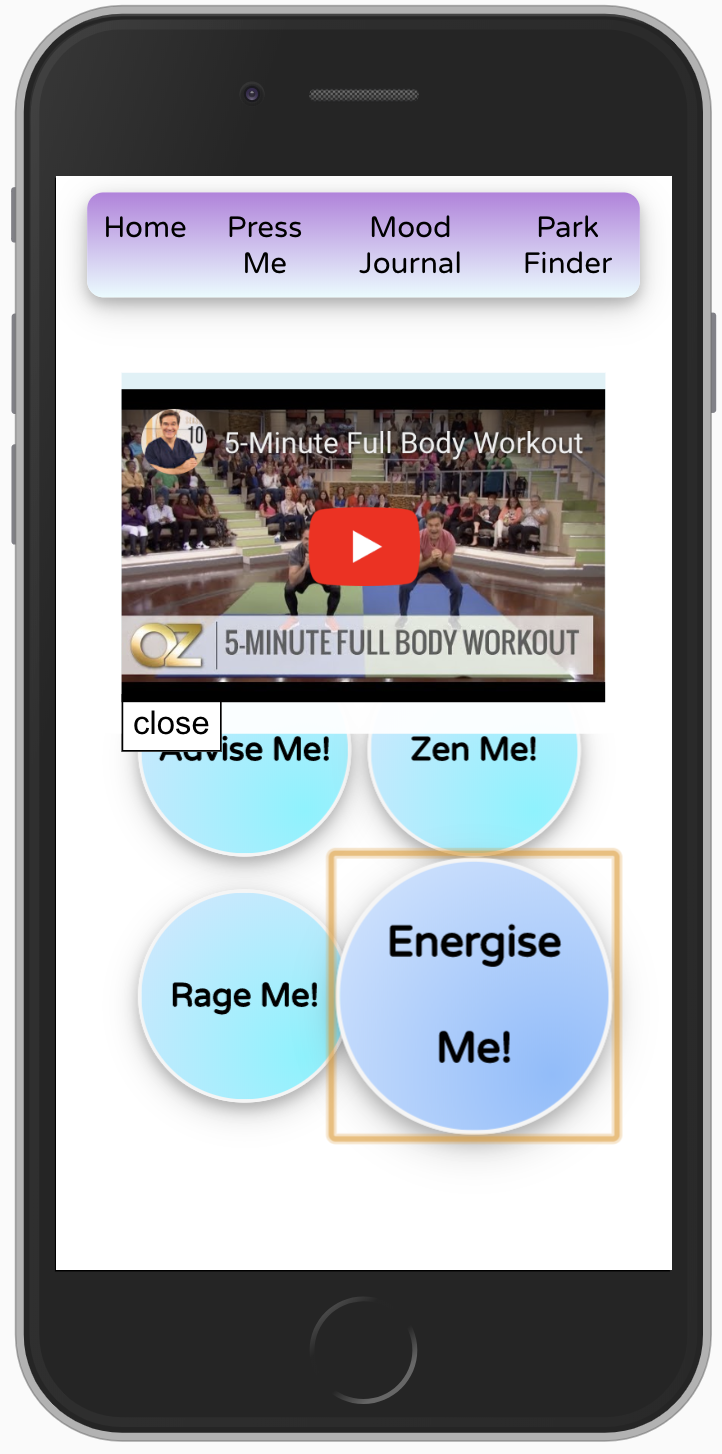 Home Press Mood Park
Me Journal Finder
10
5-Minute Full Body Workout
OZ 5-MINUTE FULL BODY WORKOUT
close
Advise Me! Zen Me!
Energise
Rage Me!
Me!